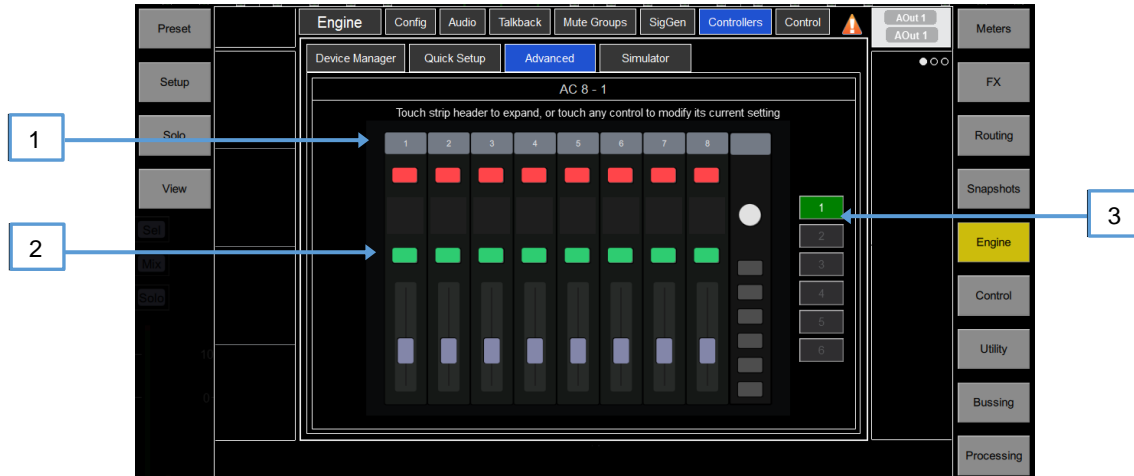 Preset
Setup
Solo
View
Sel
Mix
Solo
10
0
Engine Config Audio Talkback Mute Groups SigGen Controllers Control
Device Manager Quick Setup Advanced Simulator
AC 8 - 1
Touch strip header to expand, or touch any control to modify its current setting
1 2 3 4 5 6 7 8
1
2
3
4
5
6
AOut 1
AOut 1
Meters
FX
Routing
Snapshots
Engine
Control
Utility
Bussing
Processing
1
2
3